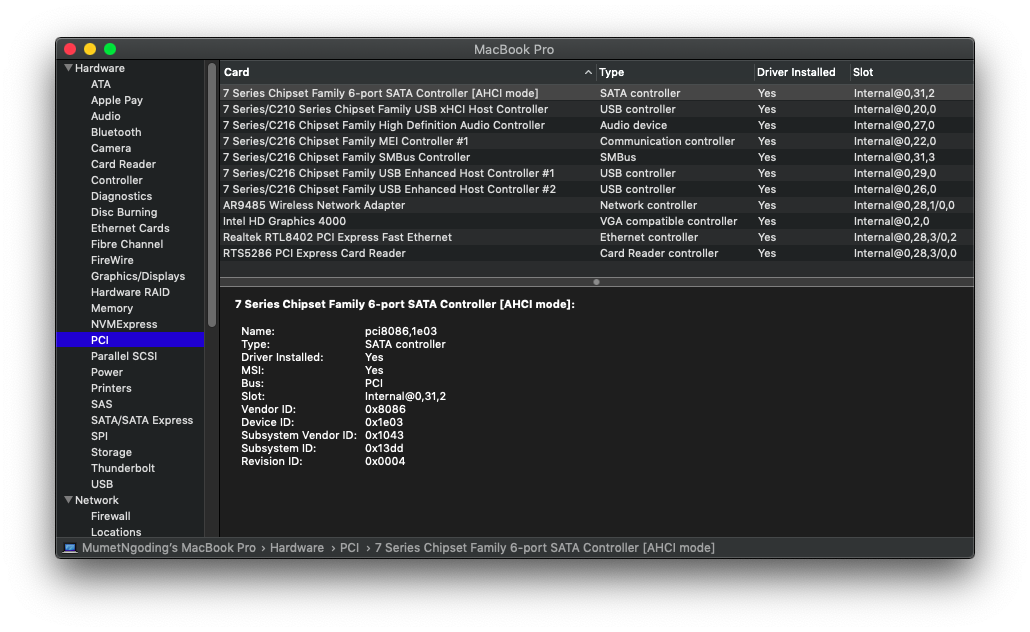 MacBook Pro
Hardware
ATA
Apple Pay
Audio
Bluetooth
Camera
Card Reader
Controller
Diagnostics
Disc Burning
Ethernet Cards
Fibre Channel
FireWire
Graphics/Displays
Hardware RAID
Memory
NVMExpress
PCI
Parallel SCSI
Power
Printers
SAS
SATA/SATA Express
SPI
Storage
Thunderbolt
USB
Network
Firewall
Locations
Card Type Driver Installed Slot
7 Series Chipset Family 6-port SATA Controller [AHCI mode] SATA controller Yes Internal@0,31,2
7 Series/C210 Series Chipset Family USB xHCI Host Controller USB controller Yes Internal@0,20,0
7 Series/C216 Chipset Family High Definition Audio Controller Audio device Yes Internal@0,27,0
7 Series/C216 Chipset Family MEI Controller #1 Communication controller Yes Internal@0,22,0
7 Series/C216 Chipset Family SMBus Controller SMBus Yes Internal@0,31,3
7 Series/C216 Chipset Family USB Enhanced Host Controller #1 USB controller Yes Internal@0,29,0
7 Series/C216 Chipset Family USB Enhanced Host Controller #2 USB controller Yes Internal@0,26,0
AR9485 Wireless Network Adapter Network controller Yes Internal@0,28,1/0,0
Intel HD Graphics 4000 VGA compatible controller Yes Internal@0,2,0
Realtek RTL8402 PCI Express Fast Ethernet Ethernet controller Yes Internal@0,28,3/0,2
RTS5286 PCI Express Card Reader Card Reader controller Yes Internal@0,28,3/0,0
7 Series Chipset Family 6-port SATA Controller [AHCI mode]:
Name: pci8086,1e03
Type: SATA controller
Driver Installed: Yes
MSI: Yes
Bus: PCI
Slot: Internal@0,31,2
Vendor ID: 0x8086
Device ID: 0x1e03
Subsystem Vendor ID: 0x1043
Subsystem ID: 0x13dd
Revision ID: 0x0004
MumetNgoding’s MacBook Pro › Hardware › PCI › 7 Series Chipset Family 6-port SATA Controller [AHCI mode]